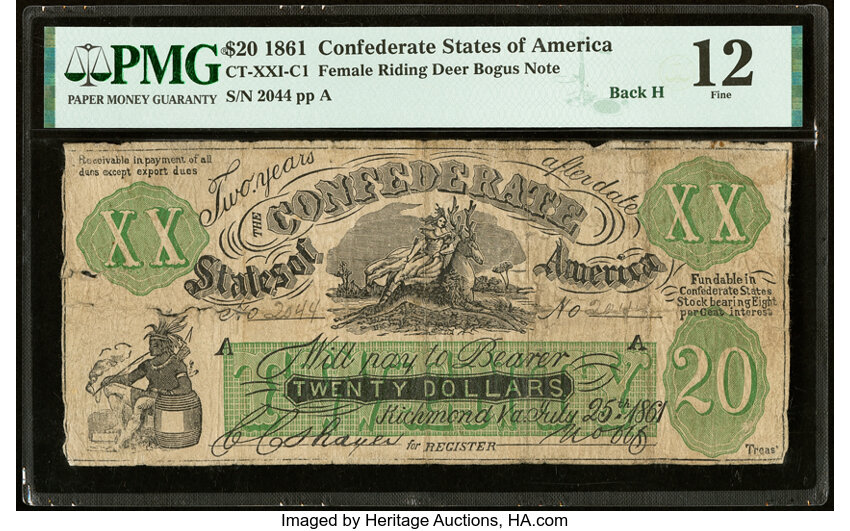 PMG
PAPER MONEY GUARANTY
$20 1861 Confederate States of America
CT-XXI-C1 Female Riding Deer Bogus Note
S/N 2044 pp A
Back H
12
Fine
Receivable in payment of all
dues except export dues
Two years
after date
XX
THE CONFEDERATE
XX
States of
America
No 2044
No 2044
Fundable in
Confederate States
Stock bearing Eight
per Cent interest
A
A
Will pay to Bearer
TWENTY DOLLARS
20
Richmond Va. July 25th 1861
for REGISTER
Treasr
Imaged by Heritage Auctions, HA.com